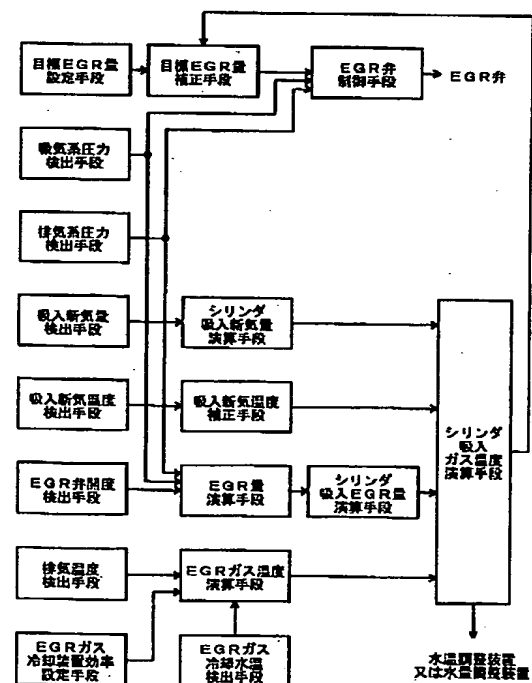 目標EGR量
設定手段
目標EGR量
補正手段
EGR弁
制御手段
EGR弁
吸気系圧力
検出手段
排気系圧力
検出手段
吸入新気量
検出手段
シリンダ
吸入新気量
演算手段
吸入新気温度
検出手段
吸入新気温度
補正手段
シリンダ
吸入
ガス温度
演算手段
EGR弁開度
検出手段
EGR量
演算手段
シリンダ
吸入EGR量
演算手段
排気温度
検出手段
EGRガス温度
演算手段
EGRガス
冷却装置効率
設定手段
EGRガス
冷却水温
検出手段
水温調整装置
又は水量調整装置